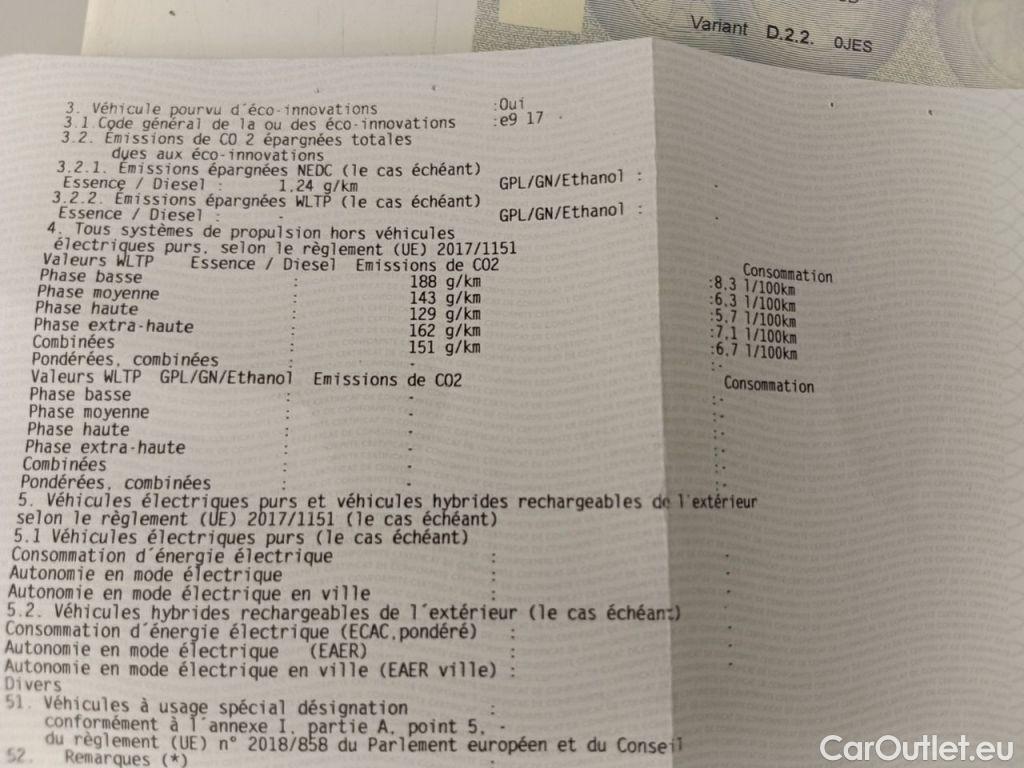 Variant D.2.2. 0JES
3. Véhicule pourvu d'éco-innovations :Oui
3.1.Code général de la ou des éco-innovations :e9 17
3.2. Emissions de CO 2 épargnées totales
dues aux éco-innovations
3.2.1. Emissions épargnées NEDC (le cas échéant)
Essence / Diesel : 1,24 g/km GPL/GN/Ethanol : -
3.2.2. Emissions épargnées WLTP (le cas échéant)
Essence / Diesel : - GPL/GN/Ethanol : -
4. Tous systèmes de propulsion hors véhicules
électriques purs, selon le règlement (UE) 2017/1151
Valeurs WLTP Essence / Diesel Emissions de CO2 Consommation
Phase basse : 188 g/km :8,3 l/100km
Phase moyenne : 143 g/km :6,3 l/100km
Phase haute : 129 g/km :5,7 l/100km
Phase extra-haute : 162 g/km :7,1 l/100km
Combinées : 151 g/km :6,7 l/100km
Pondérées, combinées : - :-
Valeurs WLTP GPL/GN/Ethanol Emissions de CO2 Consommation
Phase basse : - :-
Phase moyenne : - :-
Phase haute : - :-
Phase extra-haute : - :-
Combinées : - :-
Pondérées, combinées : - :-
5. Véhicules électriques purs et véhicules hybrides rechargeables de l'extérieur
selon le règlement (UE) 2017/1151 (le cas échéant)
5.1 Véhicules électriques purs (le cas échéant)
Consommation d'énergie électrique : -
Autonomie en mode électrique : -
Autonomie en mode électrique en ville : -
5.2. Véhicules hybrides rechargeables de l'extérieur (le cas échéant)
Consommation d'énergie électrique (ECAC,pondéré) : -
Autonomie en mode électrique (EAER) : -
Autonomie en mode électrique en ville (EAER ville) : -
Divers
51. Véhicules à usage spécial désignation :
conformément à l'annexe I, partie A, point 5, -
du règlement (UE) n° 2018/858 du Parlement européen et du Conseil
52. Remarques (*) :
CarOutlet.eu